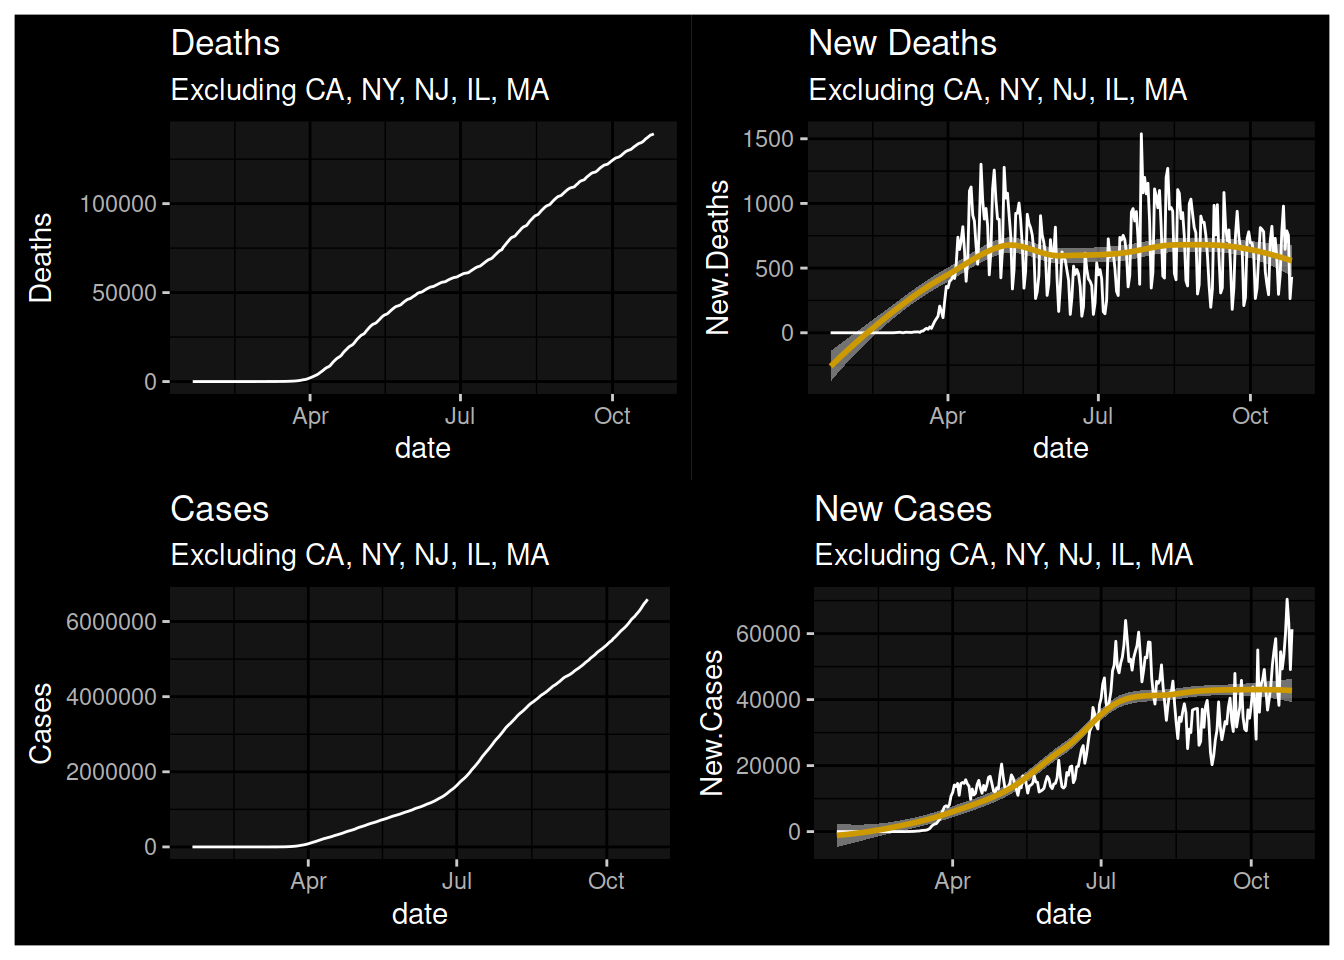 Deaths
Excluding CA, NY, NJ, IL, MA
Deaths
100000
50000
0
Apr Jul Oct
date
New Deaths
Excluding CA, NY, NJ, IL, MA
New.Deaths
1500
1000
500
0
Apr Jul Oct
date
Cases
Excluding CA, NY, NJ, IL, MA
Cases
6000000
4000000
2000000
0
Apr Jul Oct
date
New Cases
Excluding CA, NY, NJ, IL, MA
New.Cases
60000
40000
20000
0
Apr Jul Oct
date